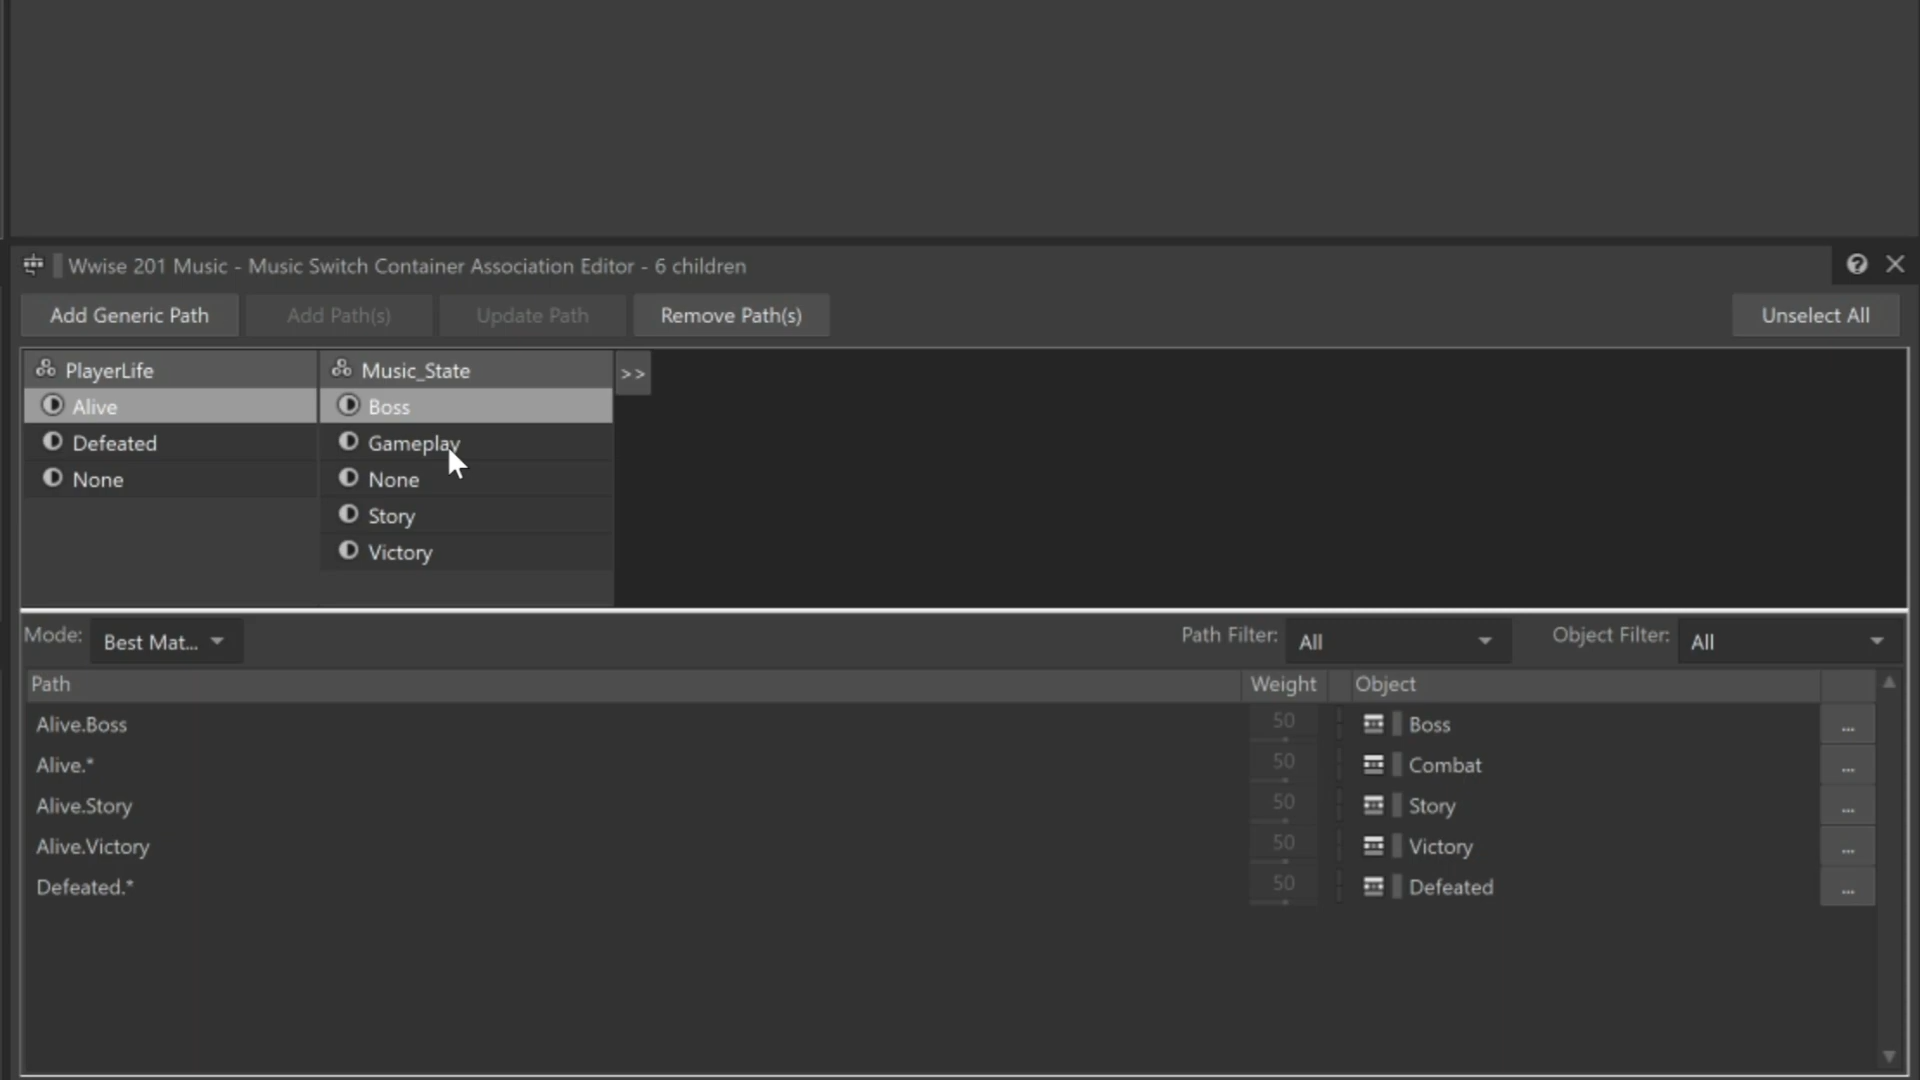 Wwise 201 Music - Music Switch Container Association Editor - 6 children
Add Generic Path Add Path(s) Update Path Remove Path(s) Unselect All
PlayerLife Music_State >>
Alive Boss
Defeated Gameplay
None None
Story
Victory
Mode: Best Mat... Path Filter: All Object Filter: All
Path Weight Object
Alive.Boss 50 Boss ...
Alive.* 50 Combat ...
Alive.Story 50 Story ...
Alive.Victory 50 Victory ...
Defeated.* 50 Defeated ...